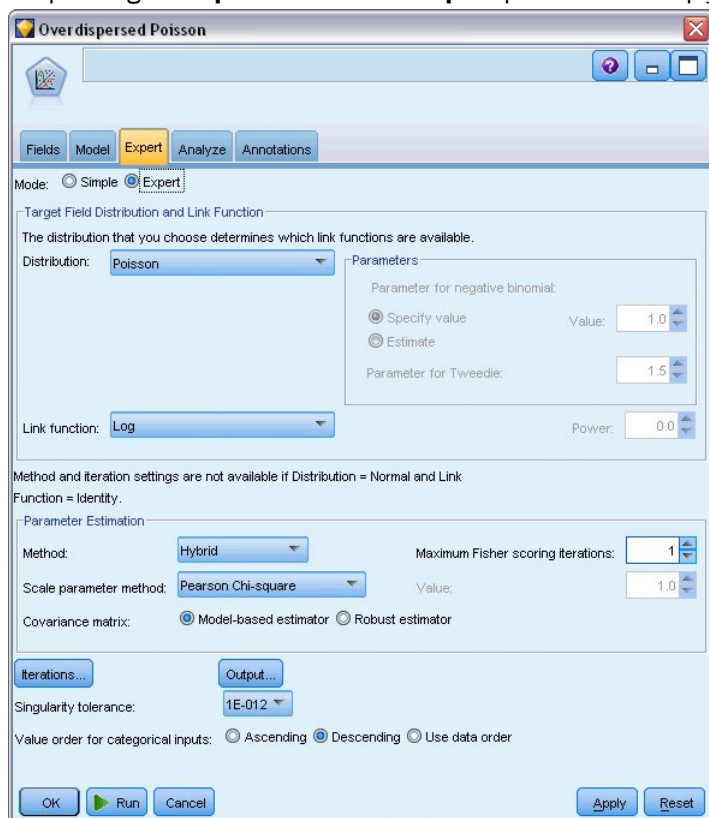 Overdispersed Poisson
Fields Model Expert Analyze Annotations
Mode: Simple Expert
Target Field Distribution and Link Function
The distribution that you choose determines which link functions are available.
Distribution: Poisson
Parameters
Parameter for negative binomial:
Specify value Value: 1.0
Estimate
Parameter for Tweedie: 1.5
Link function: Log Power: 0.0
Method and iteration settings are not available if Distribution = Normal and Link
Function = Identity.
Parameter Estimation
Method: Hybrid Maximum Fisher scoring iterations: 1
Scale parameter method: Pearson Chi-square Value: 1.0
Covariance matrix: Model-based estimator Robust estimator
Iterations... Output...
Singularity tolerance: 1E-012
Value order for categorical inputs: Ascending Descending Use data order
OK Run Cancel Apply Reset